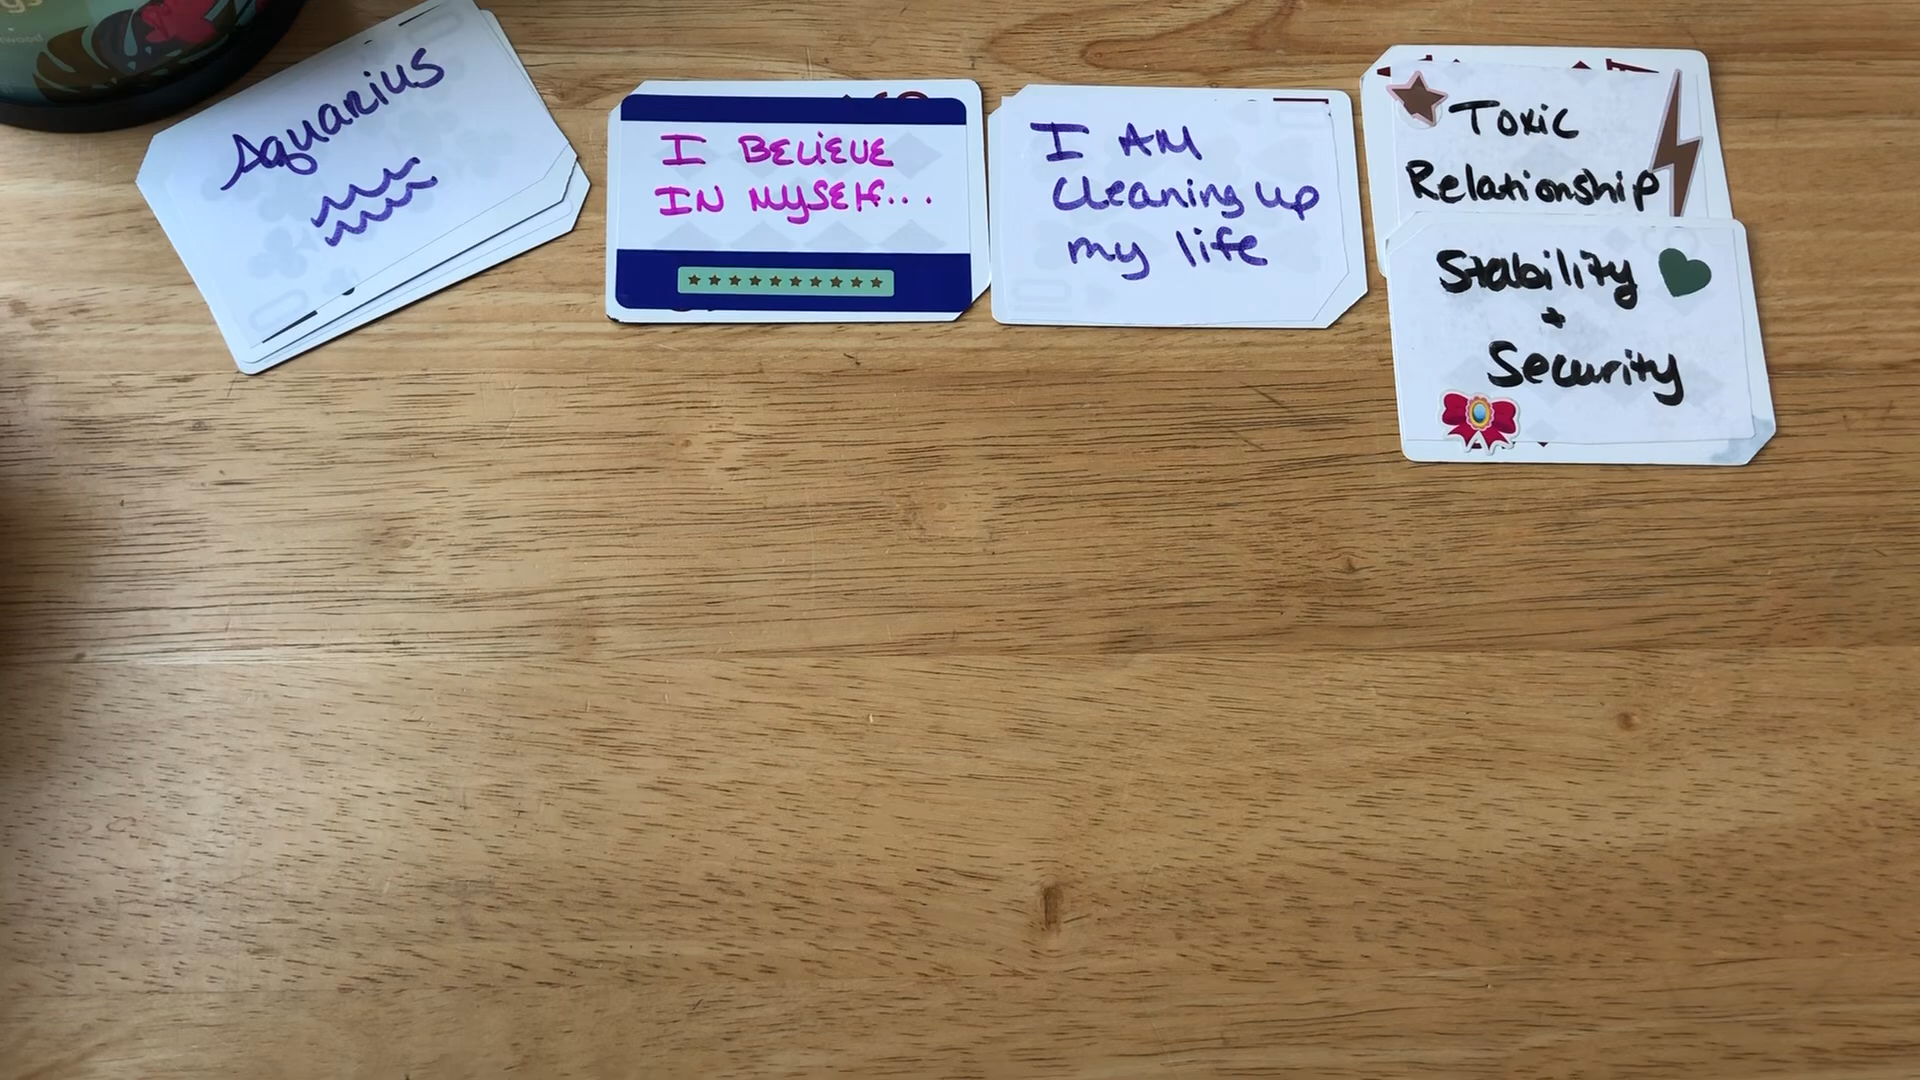 Aquarius
I BELiEVE
IN MYSELF...
I AM
Cleaning up
my life
Toxic
Relationship
Stability
+
Security